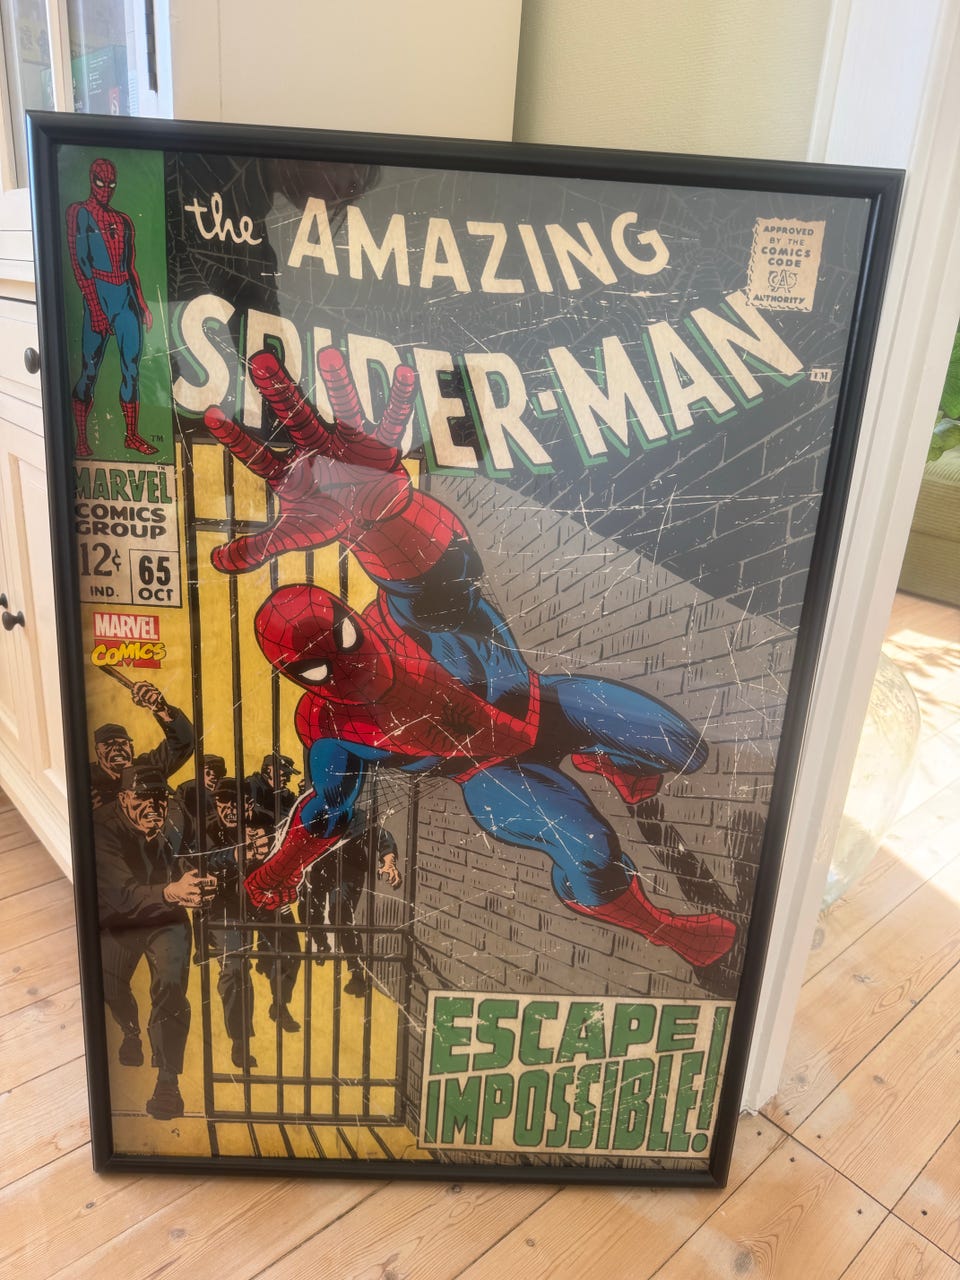 the AMAZING
SPIDER-MAN
TM
APPROVED
BY THE
COMICS
CODE
CA
AUTHORITY
TM
MARVEL
COMICS
GROUP
12¢
IND.
65
OCT
MARVEL
COMICS
ESCAPE
IMPOSSIBLE!